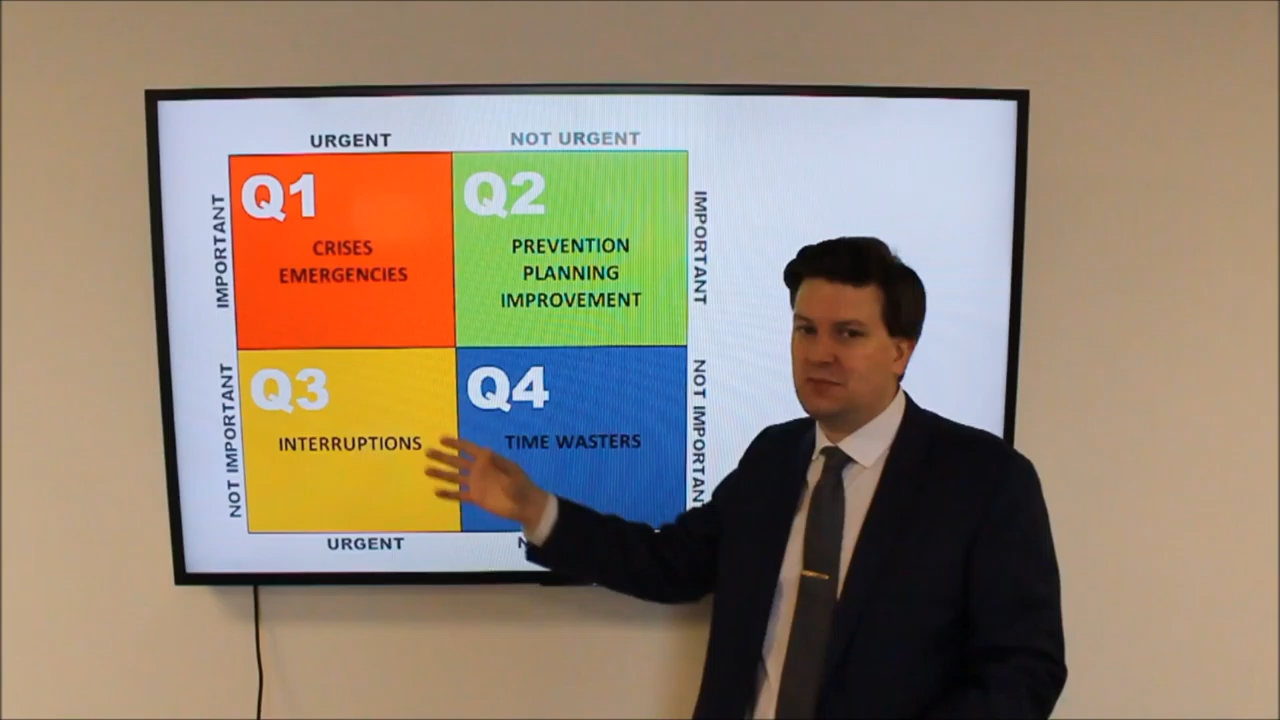 URGENT
NOT URGENT
IMPORTANT
Q1
CRISES
EMERGENCIES
Q2
PREVENTION
PLANNING
IMPROVEMENT
IMPORTANT
NOT IMPORTANT
Q3
INTERRUPTIONS
Q4
TIME WASTERS
NOT IMPORTANT
URGENT